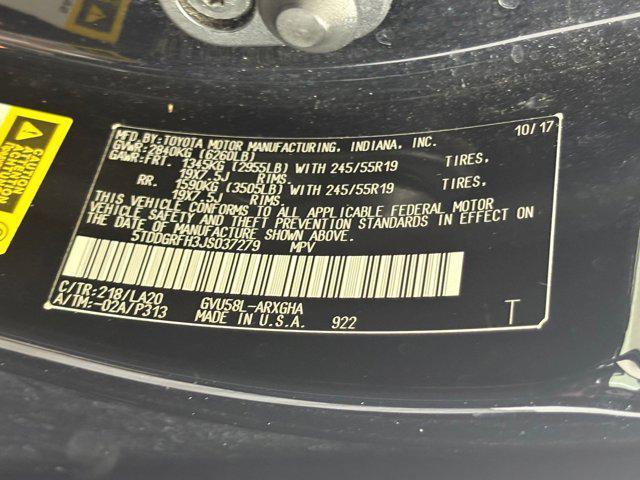 MFD.BY:TOYOTA MOTOR MANUFACTURING, INDIANA, INC. 10/17
GVWR: 2840KG (6260LB)
GAWR:FRT. 1345KG (2955LB) WITH 245/55R19 TIRES,
19X7.5J RIMS.
RR. 1590KG (3505LB) WITH 245/55R19 TIRES,
19X7.5J RIMS
THIS VEHICLE CONFORMS TO ALL APPLICABLE FEDERAL MOTOR
VEHICLE SAFETY AND THEFT PREVENTION STANDARDS IN EFFECT ON
THE DATE OF MANUFACTURE SHOWN ABOVE.
5TDDGRFH3JS037279 MPV
C/TR:218/LA20 GVU58L-ARXGHA
A/TM:-02A/P313 MADE IN U.S.A. 922 T
CAUTION